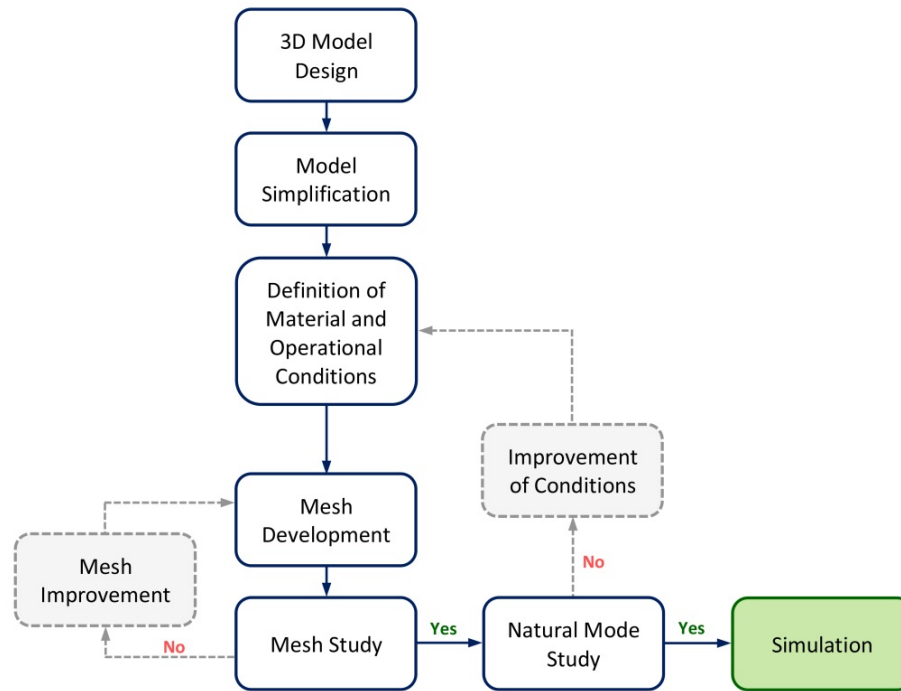 3D Model
Design
Model
Simplification
Definition of
Material and
Operational
Conditions
Improvement
of Conditions
Mesh
Development
Mesh
Improvement
No
No
Mesh Study
Yes
Natural Mode
Study
Yes
Simulation